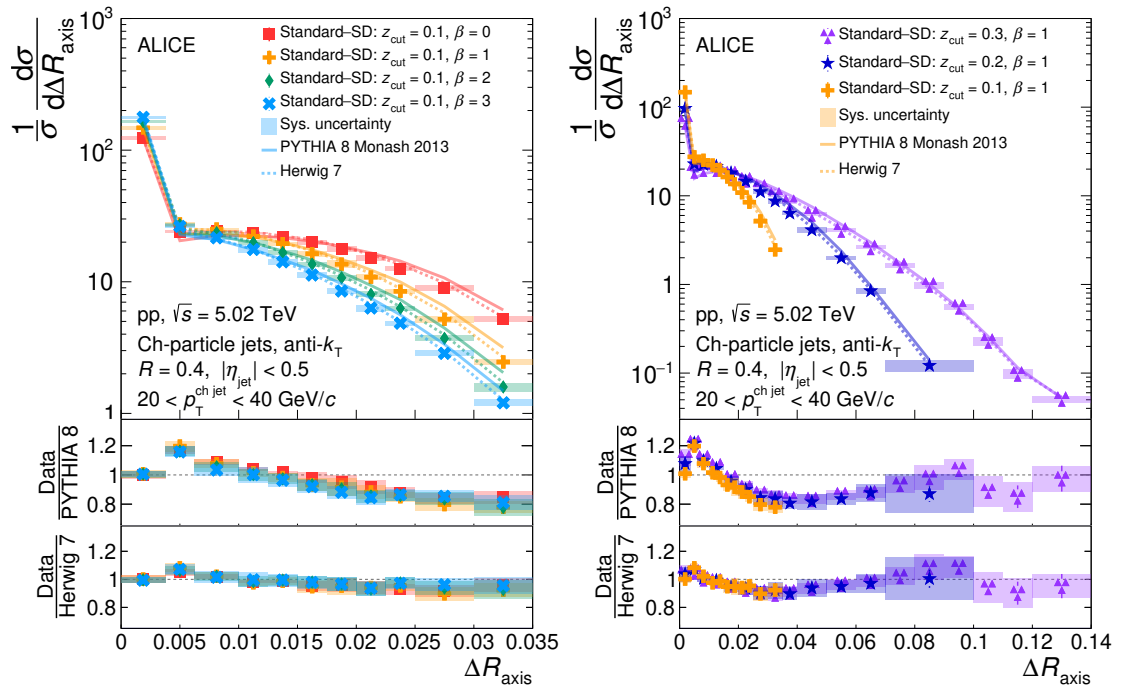 1/σ dσ/dΔR_axis
10³
10²
10
1
ALICE
Standard–SD: z_cut = 0.1, β = 0
Standard–SD: z_cut = 0.1, β = 1
Standard–SD: z_cut = 0.1, β = 2
Standard–SD: z_cut = 0.1, β = 3
Sys. uncertainty
PYTHIA 8 Monash 2013
Herwig 7
pp, √s = 5.02 TeV
Ch-particle jets, anti-k_T
R = 0.4, |η_jet| < 0.5
20 < p_T^ch jet < 40 GeV/c
Data/PYTHIA 8
1.2
1
0.8
Data/Herwig 7
1.2
1
0.8
0 0.005 0.01 0.015 0.02 0.025 0.03 0.035
ΔR_axis
1/σ dσ/dΔR_axis
10³
10²
10
1
10⁻¹
ALICE
Standard–SD: z_cut = 0.3, β = 1
Standard–SD: z_cut = 0.2, β = 1
Standard–SD: z_cut = 0.1, β = 1
Sys. uncertainty
PYTHIA 8 Monash 2013
Herwig 7
pp, √s = 5.02 TeV
Ch-particle jets, anti-k_T
R = 0.4, |η_jet| < 0.5
20 < p_T^ch jet < 40 GeV/c
Data/PYTHIA 8
1.2
1
0.8
Data/Herwig 7
1.2
1
0.8
0 0.02 0.04 0.06 0.08 0.1 0.12 0.14
ΔR_axis